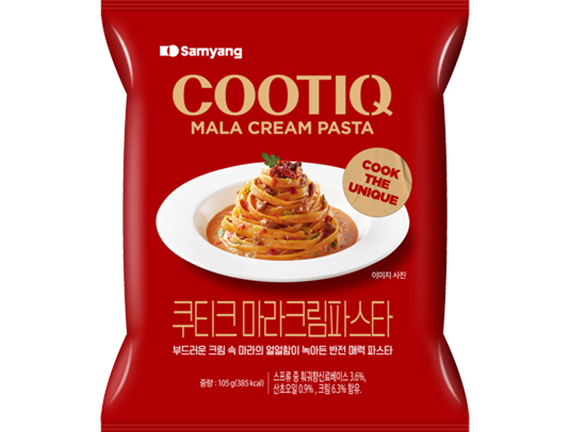 Samyang
COOTIQ
MALA CREAM PASTA
COOK
THE
UNIQUE
이미지 사진
쿠티크 마라크림파스타
부드러운 크림 속 마라의 얼얼함이 녹아든 반전 매력 파스타
중량 : 105 g (385 kcal)
스프류 중 훠궈향신료베이스 3.6%,
산초오일 0.9% , 크림 6.3% 함유.